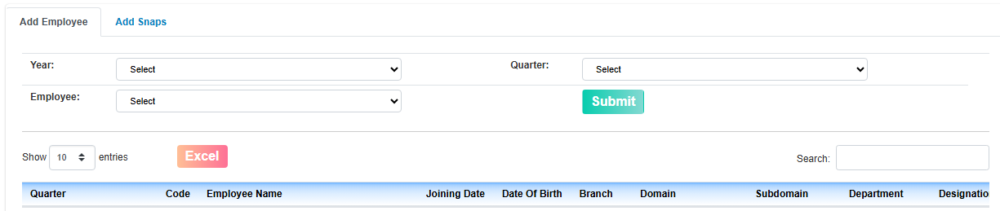 Add Employee Add Snaps
Year: Select Quarter: Select
Employee: Select Submit
Show 10 entries Excel Search:
Quarter Code Employee Name Joining Date Date Of Birth Branch Domain Subdomain Department Designatio